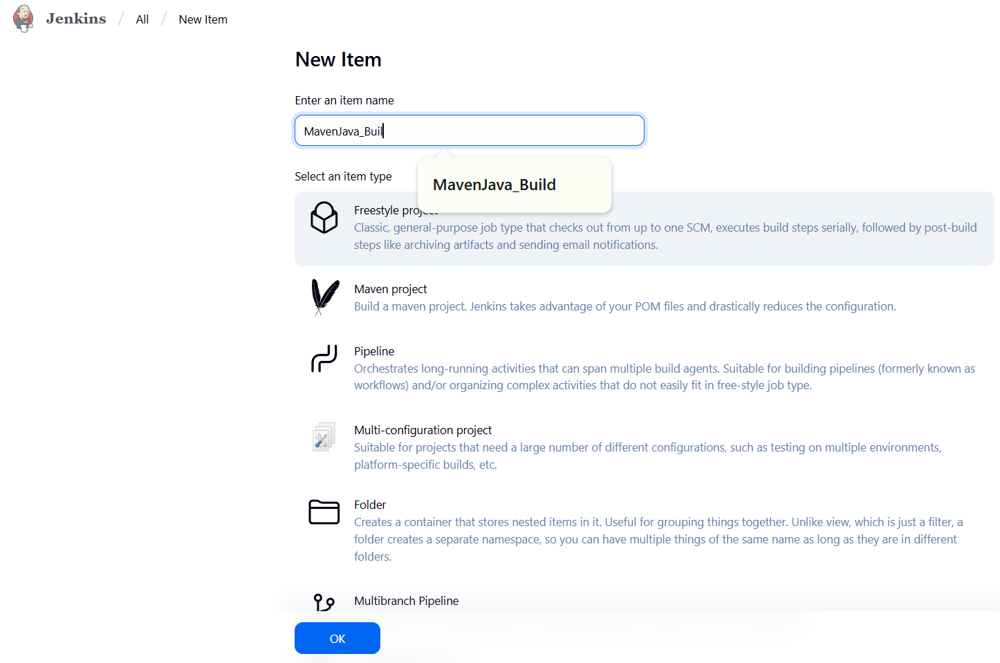 Jenkins / All / New Item
New Item
Enter an item name
MavenJava_Buil
MavenJava_Build
Select an item type
Freestyle project
Classic, general-purpose job type that checks out from up to one SCM, executes build steps serially, followed by post-build
steps like archiving artifacts and sending email notifications.
Maven project
Build a maven project. Jenkins takes advantage of your POM files and drastically reduces the configuration.
Pipeline
Orchestrates long-running activities that can span multiple build agents. Suitable for building pipelines (formerly known as
workflows) and/or organizing complex activities that do not easily fit in free-style job type.
Multi-configuration project
Suitable for projects that need a large number of different configurations, such as testing on multiple environments,
platform-specific builds, etc.
Folder
Creates a container that stores nested items in it. Useful for grouping things together. Unlike view, which is just a filter, a
folder creates a separate namespace, so you can have multiple things of the same name as long as they are in different
folders.
Multibranch Pipeline
OK